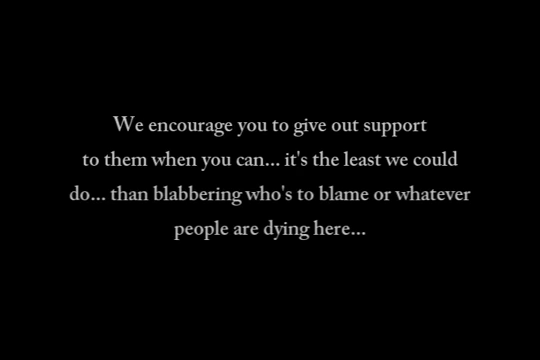 We encourage you to give out support
to them when you can... it's the least we could
do... than blabbering who's to blame or whatever
people are dying here...